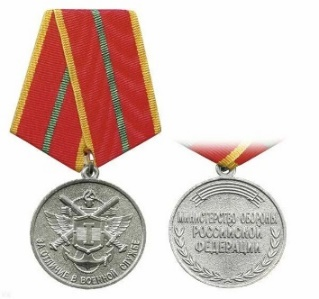 ЗА ОТЛИЧИЕ В ВОЕННОЙ СЛУЖБЕ
МИНИСТЕРСТВО ОБОРОНЫ
РОССИЙСКОЙ
ФЕДЕРАЦИИ